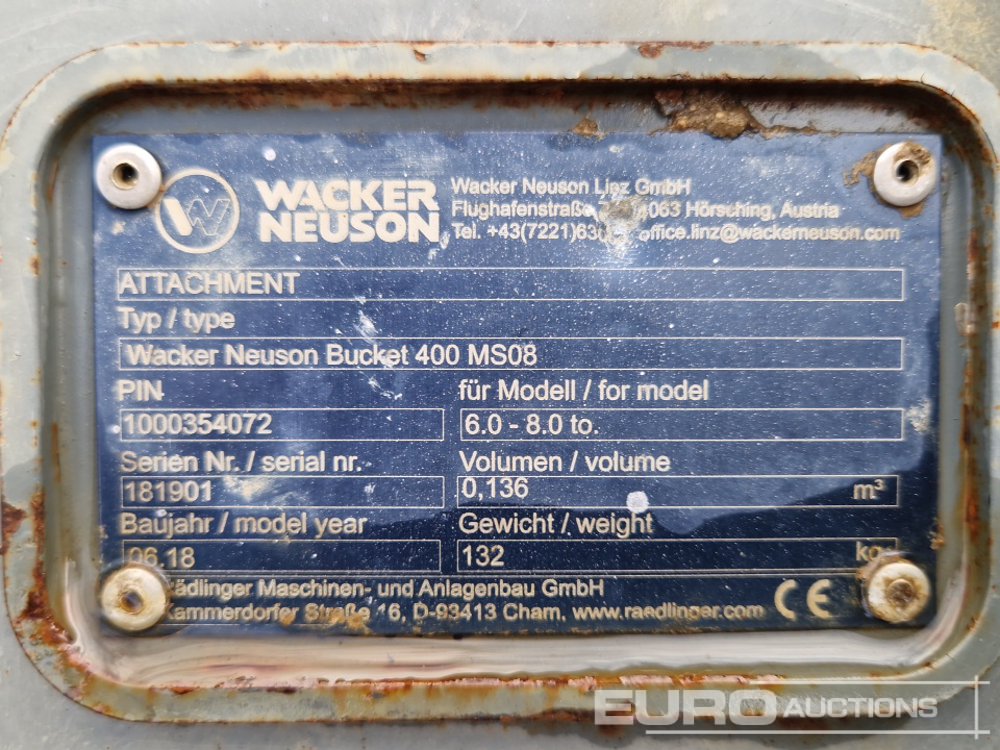 WACKER
NEUSON
Wacker Neuson Linz GmbH
Flughafenstraße 4063 Hörsching, Austria
Tel. +43(7221)63 office.linz@wackerneuson.com
ATTACHMENT
Typ / type
Wacker Neuson Bucket 400 MS08
PIN für Modell / for model
1000354072 6.0 - 8.0 to.
Serien Nr. / serial nr. Volumen / volume
181901 0,136 m³
Baujahr / model year Gewicht / weight
06.18 132 kg
Rädlinger Maschinen- und Anlagenbau GmbH
Kammerdorfer Straße 16, D-93413 Cham, www.raedlinger.com
CE
EURO AUCTIONS